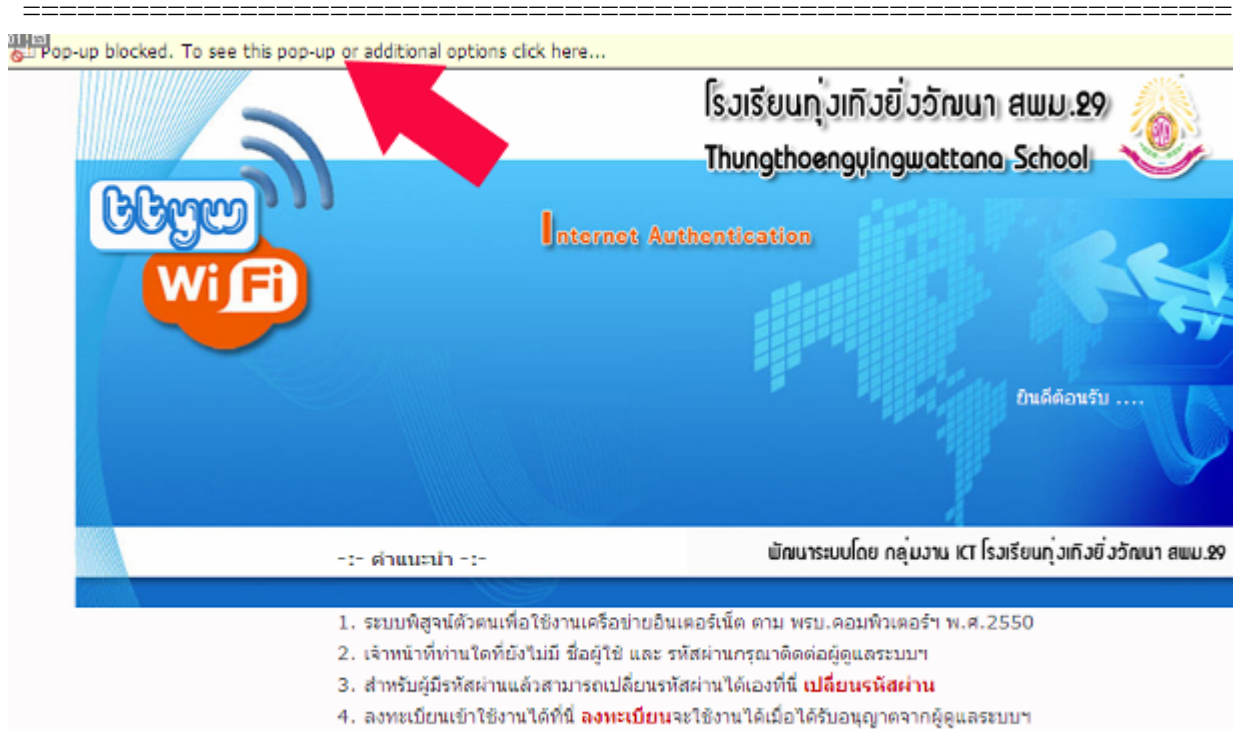 Pop-up blocked. To see this pop-up or additional options click here...
โรงเรียนทุ่งเทิงยิ่งวัฒนา สพม.29
Thungthoengyingwattana School
ttyw
Wi Fi
Internet Authentication
ยินดีต้อนรับ ....
-:- คำแนะนำ -:-
พัฒนาระบบโดย กลุ่มงาน ICT โรงเรียนทุ่งเทิงยิ่งวัฒนา สพม.29
1. ระบบพิสูจน์ตัวตนเพื่อใช้งานเครือข่ายอินเตอร์เน็ต ตาม พรบ.คอมพิวเตอร์ฯ พ.ศ.2550
2. เจ้าหน้าที่ท่านใดที่ยังไม่มี ชื่อผู้ใช้ และ รหัสผ่านกรุณาติดต่อผู้ดูแลระบบฯ
3. สำหรับผู้มีรหัสผ่านแล้วสามารถเปลี่ยนรหัสผ่านได้เองที่นี่ เปลี่ยนรหัสผ่าน
4. ลงทะเบียนเข้าใช้งานได้ที่นี่ ลงทะเบียนจะใช้งานได้เมื่อได้รับอนุญาตจากผู้ดูแลระบบฯ